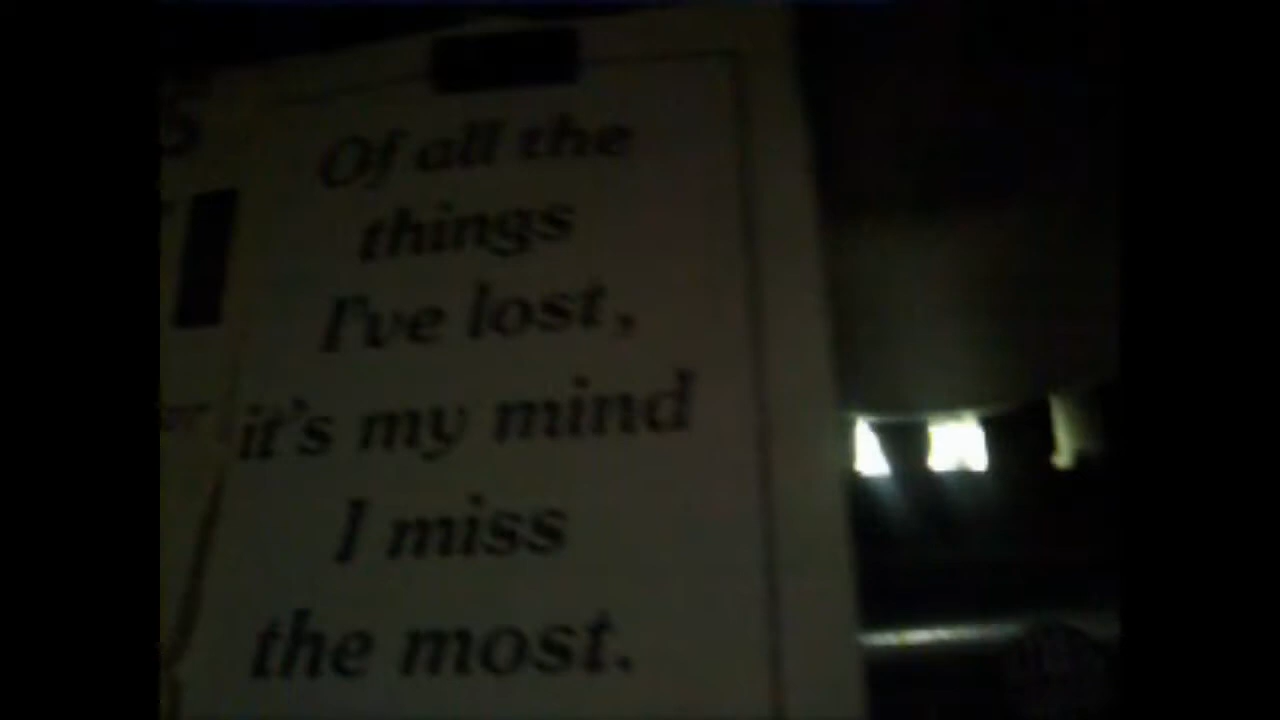 Of all the
things
I've lost,
it's my mind
I miss
the most.